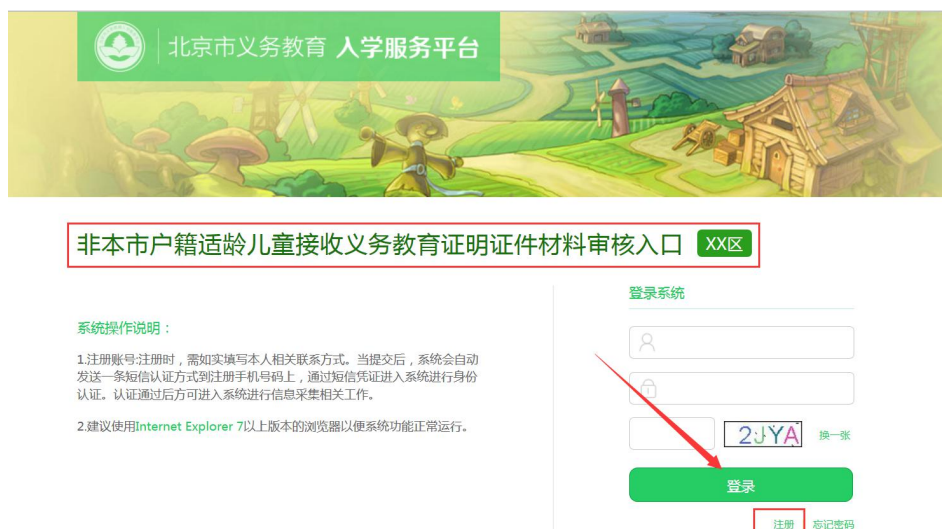 北京市义务教育 入学服务平台
非本市户籍适龄儿童接收义务教育证明证件材料审核入口 XX区
登录系统
系统操作说明：
1.注册账号:注册时，需如实填写本人相关联系方式。当提交后，系统会自动
发送一条短信认证方式到注册手机号码上，通过短信凭证进入系统进行身份
认证。认证通过后方可进入系统进行信息采集相关工作。
2.建议使用Internet Explorer 7以上版本的浏览器以便系统功能正常运行。
2JYA 换一张
登录
注册 忘记密码